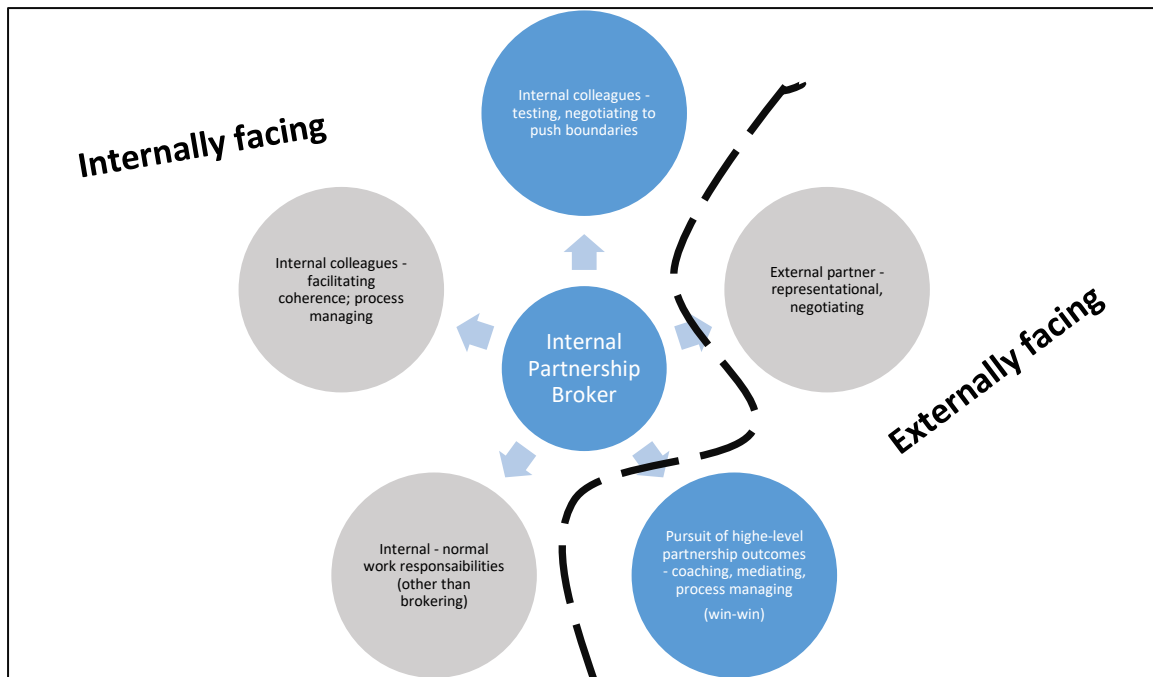 Internally facing
Internal colleagues -
testing, negotiating to
push boundaries
Internal colleagues -
facilitating
coherence; process
managing
External partner -
representational,
negotiating
Internal
Partnership
Broker
Externally facing
Internal - normal
work responsaibilities
(other than
brokering)
Pursuit of highe-level
partnership outcomes
- coaching, mediating,
process managing
(win-win)